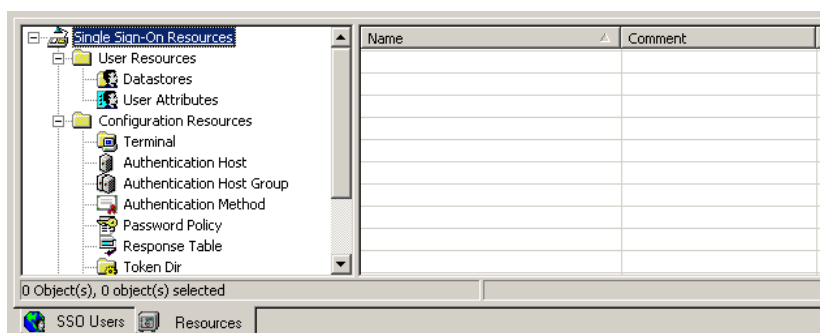 Single Sign-On Resources
User Resources
Datastores
User Attributes
Configuration Resources
Terminal
Authentication Host
Authentication Host Group
Authentication Method
Password Policy
Response Table
Token Dir
Name Comment
0 Object(s), 0 object(s) selected
SSO Users Resources